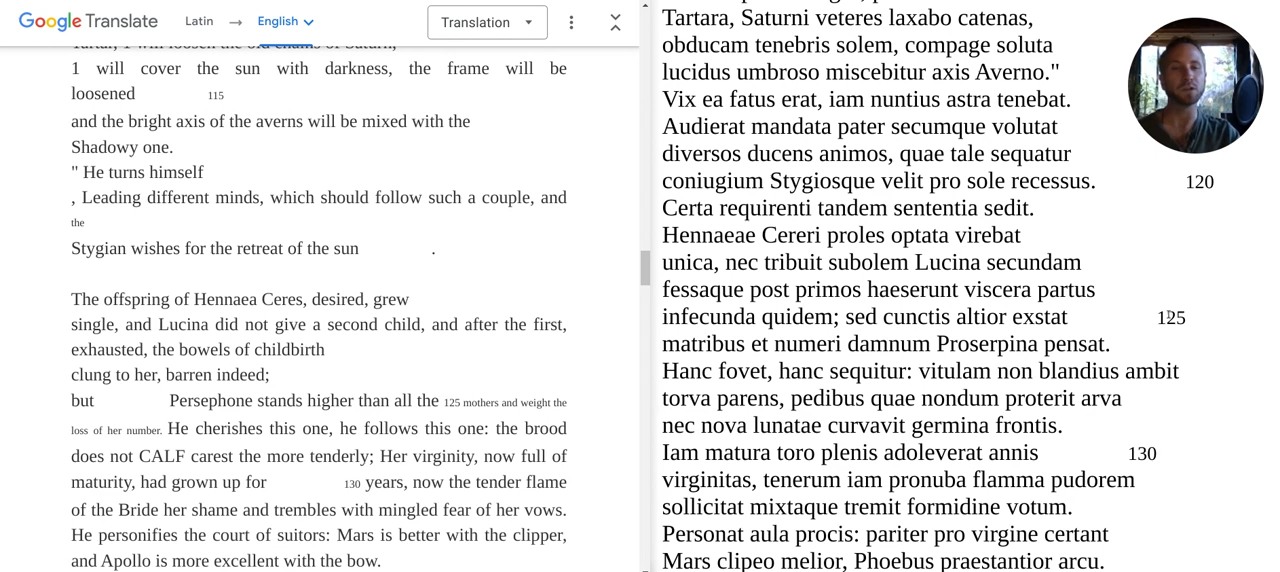 Google Translate Latin → English Translation
1 will cover the sun with darkness, the frame will be
loosened 115
and the bright axis of the averns will be mixed with the
Shadowy one.
" He turns himself
, Leading different minds, which should follow such a couple, and
the
Stygian wishes for the retreat of the sun .
The offspring of Hennaea Ceres, desired, grew
single, and Lucina did not give a second child, and after the first,
exhausted, the bowels of childbirth
clung to her, barren indeed;
but Persephone stands higher than all the 125 mothers and weight the
loss of her number. He cherishes this one, he follows this one: the brood
does not CALF carest the more tenderly; Her virginity, now full of
maturity, had grown up for 130 years, now the tender flame
of the Bride her shame and trembles with mingled fear of her vows.
He personifies the court of suitors: Mars is better with the clipper,
and Apollo is more excellent with the bow.
Tartara, Saturni veteres laxabo catenas,
obducam tenebris solem, compage soluta
lucidus umbroso miscebitur axis Averno."
Vix ea fatus erat, iam nuntius astra tenebat.
Audierat mandata pater secumque volutat
diversos ducens animos, quae tale sequatur
coniugium Stygiosque velit pro sole recessus. 120
Certa requirenti tandem sententia sedit.
Hennaeae Cereri proles optata virebat
unica, nec tribuit subolem Lucina secundam
fessaque post primos haeserunt viscera partus
infecunda quidem; sed cunctis altior exstat 125
matribus et numeri damnum Proserpina pensat.
Hanc fovet, hanc sequitur: vitulam non blandius ambit
torva parens, pedibus quae nondum proterit arva
nec nova lunatae curvavit germina frontis.
Iam matura toro plenis adoleverat annis 130
virginitas, tenerum iam pronuba flamma pudorem
sollicitat mixtaque tremit formidine votum.
Personat aula procis: pariter pro virgine certant
Mars clipeo melior, Phoebus praestantior arcu.